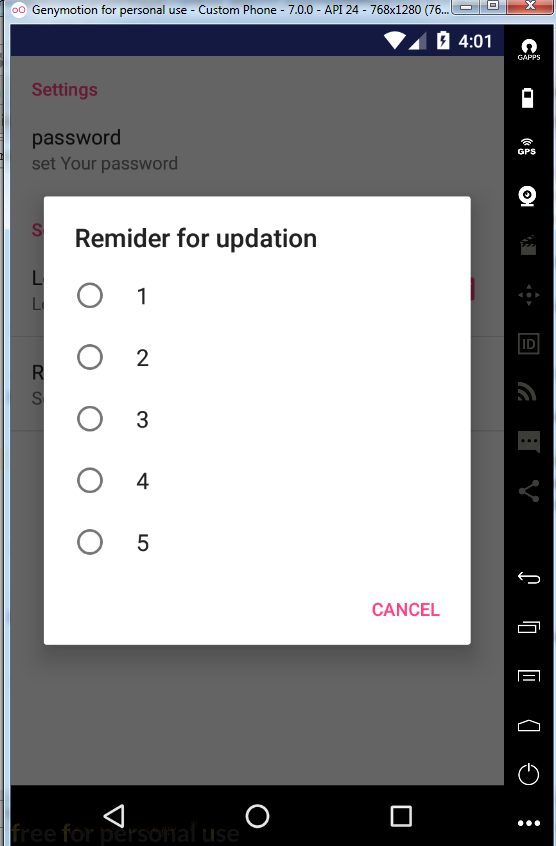 Genymotion for personal use - Custom Phone - 7.0.0 - API 24 - 768x1280 (76...
4:01
GAPPS
Settings
password
set Your password
GPS
Remider for updation
1
2
3
4
5
ID
CANCEL
free for personal use